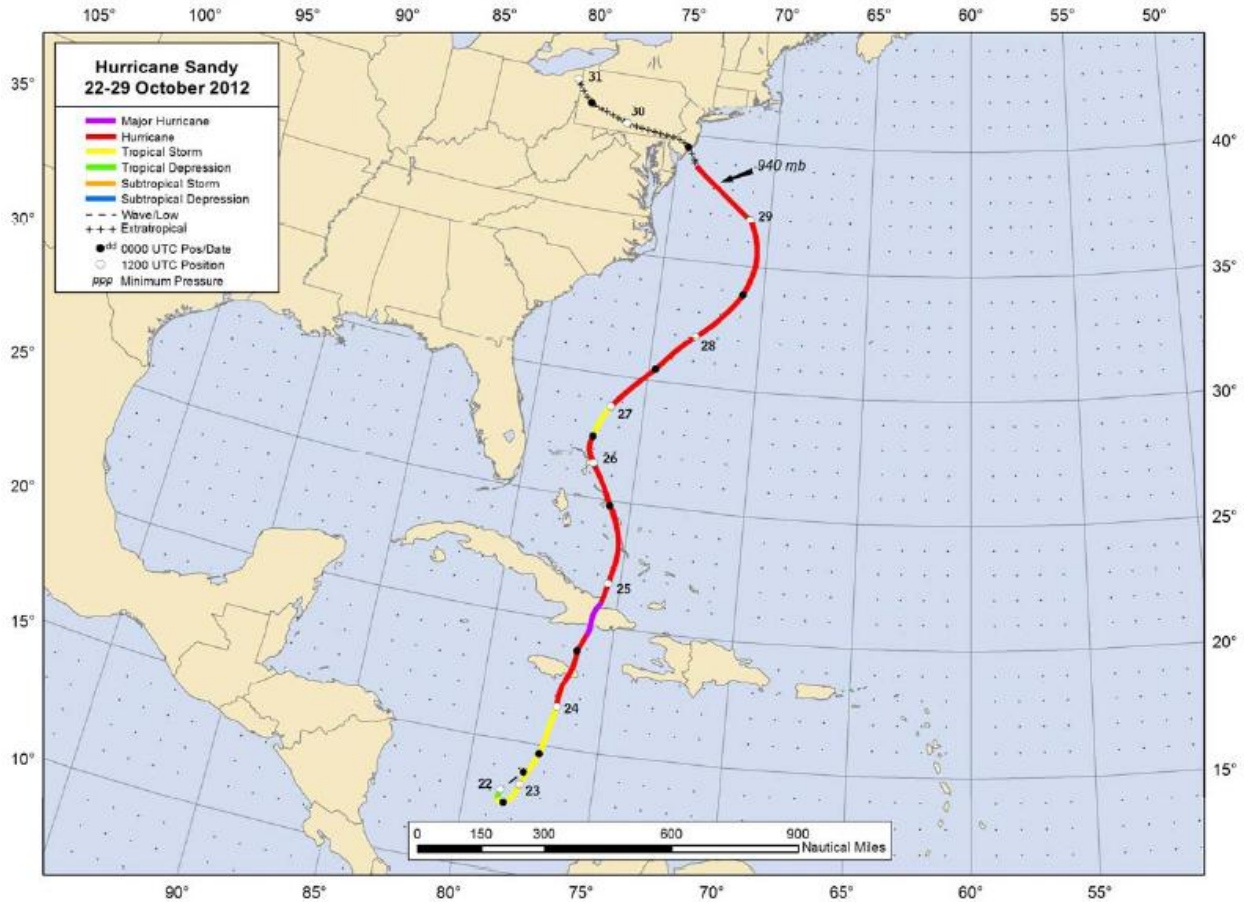 105° 100° 95° 90° 85° 80° 75° 70° 65° 60° 55° 50°
Hurricane Sandy
22-29 October 2012
Major Hurricane
Hurricane
Tropical Storm
Tropical Depression
Subtropical Storm
Subtropical Depression
Wave/Low
Extratropical
dd 0000 UTC Pos/Date
1200 UTC Position
ppp Minimum Pressure
35°
30°
25°
20°
15°
10°
31
30
940 mb
29
28
27
26
25
24
22
23
40°
35°
30°
25°
20°
15°
0 150 300 600 900
Nautical Miles
90° 85° 80° 75° 70° 65° 60° 55°